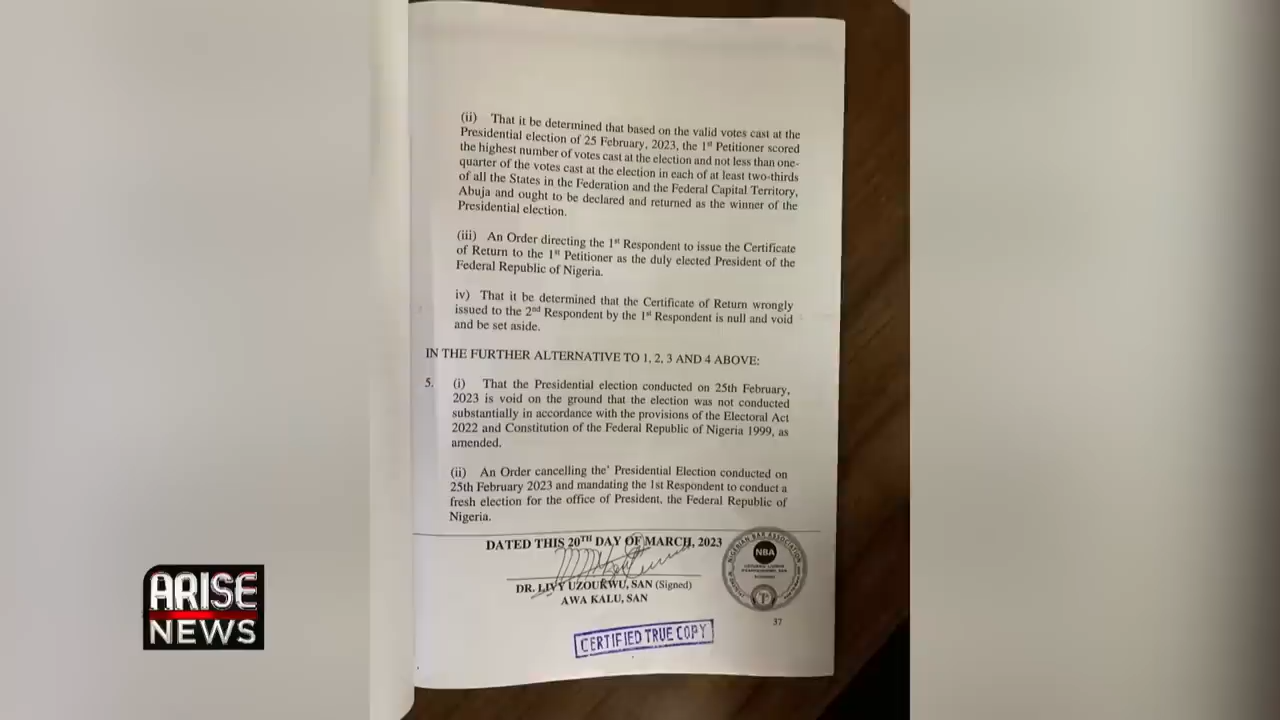 (ii) That it be determined that based on the valid votes cast at the
Presidential election of 25 February, 2023, the 1st Petitioner scored
the highest number of votes cast at the election and not less than one-
quarter of the votes cast at the election in each of at least two-thirds
of all the States in the Federation and the Federal Capital Territory,
Abuja and ought to be declared and returned as the winner of the
Presidential election.
(iii) An Order directing the 1st Respondent to issue the Certificate
of Return to the 1st Petitioner as the duly elected President of the
Federal Republic of Nigeria.
iv) That it be determined that the Certificate of Return wrongly
issued to the 2nd Respondent by the 1st Respondent is null and void
and be set aside.
IN THE FURTHER ALTERNATIVE TO 1, 2, 3 AND 4 ABOVE:
5. (i) That the Presidential election conducted on 25th February,
2023 is void on the ground that the election was not conducted
substantially in accordance with the provisions of the Electoral Act
2022 and Constitution of the Federal Republic of Nigeria 1999, as
amended.
(ii) An Order cancelling the' Presidential Election conducted on
25th February 2023 and mandating the 1st Respondent to conduct a
fresh election for the office of President, the Federal Republic of
Nigeria.
DATED THIS 20TH DAY OF MARCH, 2023
DR. LIVY UZOUKWU, SAN (Signed)
AWA KALU, SAN
NIGERIAN BAR ASSOCIATION
NBA
37
CERTIFIED TRUE COPY
ARISE
NEWS